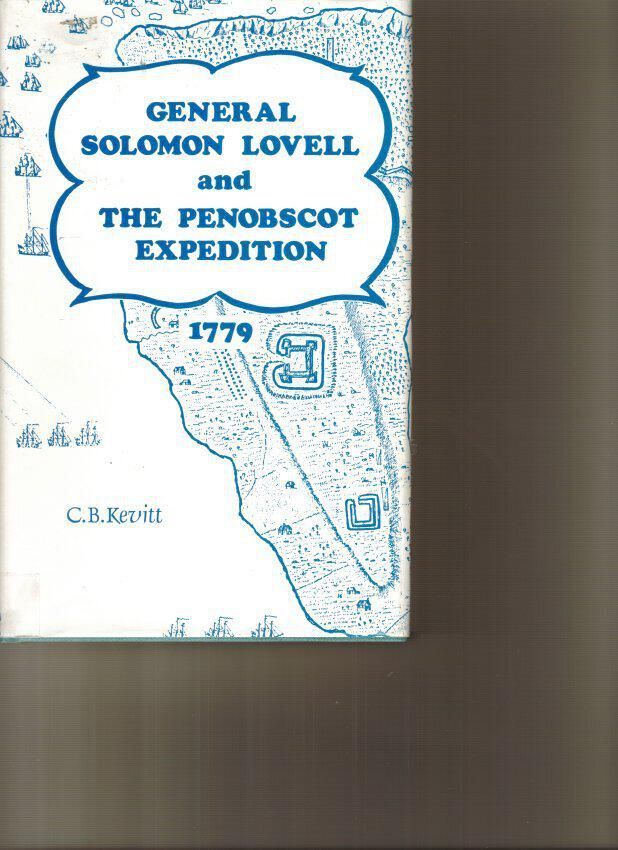 GENERAL
SOLOMON LOVELL
and
THE PENOBSCOT
EXPEDITION
1779
C.B.Kevitt